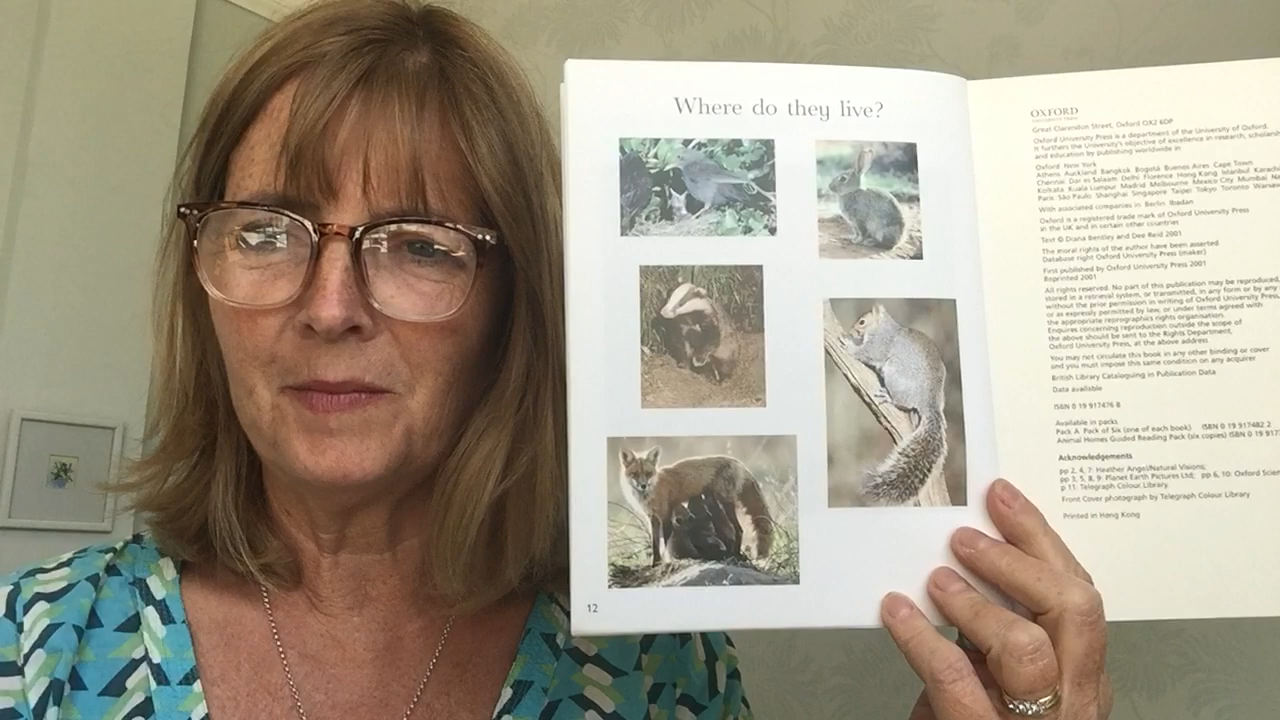 Where do they live?
12
OXFORD
UNIVERSITY PRESS
Great Clarendon Street, Oxford OX2 6DP
Oxford University Press is a department of the University of Oxford.
It furthers the University's objective of excellence in research,
and education by publishing worldwide in
Oxford New York
Athens Auckland Bangkok Bogotá Buenos Aires Cape Town
Chennai Dar es Salaam Delhi Florence Hong Kong Istanbul Karachi
Kolkata Kuala Lumpur Madrid Melbourne Mexico City Mumbai
Paris São Paulo Shanghai Singapore Taipei Tokyo Toronto
With associated companies in Berlin Ibadan
Oxford is a registered trade mark of Oxford University Press
in the UK and in certain other countries
Text © Diana Bentley and Dee Reid 2001
The moral rights of the author have been asserted
Database right Oxford University Press (maker)
First published by Oxford University Press 2001
Reprinted 2001
All rights reserved. No part of this publication may be reproduced,
stored in a retrieval system, or transmitted, in any form or by any
without the prior permission in writing of Oxford University Press,
or as expressly permitted by law, or under terms agreed with
the appropriate reprographics rights organisation.
Enquires concerning reproduction outside the scope of
the above should be sent to the Rights Department,
Oxford University Press, at the above address
You may not circulate this book in any other binding or cover
and you must impose this same condition on any acquirer
British Library Cataloguing in Publication Data
Data available
ISBN 0 19 917476 8
Available in packs
Pack A Pack of Six (one of each book) ISBN 0 19 917482 2
Animal Homes Guided Reading Pack (six copies) ISBN 0 19
Acknowledgements
pp 2, 4, 7: Heather Angel/Natural Visions;
pp 3, 5, 8, 9: Planet Earth Pictures Ltd; pp 6, 10: Oxford
p 11: Telegraph Colour Library.
Front Cover photograph by Telegraph Colour Library
Printed in Hong Kong